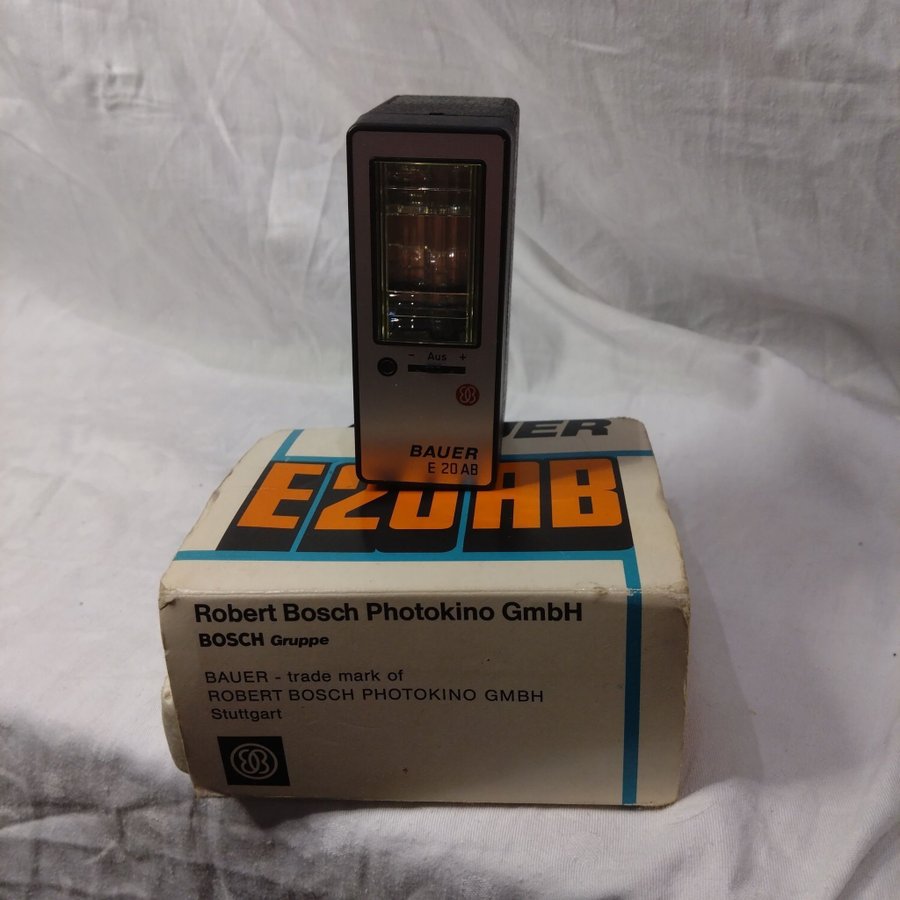 - Aus +
BAUER
E 20 AB
BAUER
E20AB
Robert Bosch Photokino GmbH
BOSCH Gruppe
BAUER - trade mark of
ROBERT BOSCH PHOTOKINO GMBH
Stuttgart